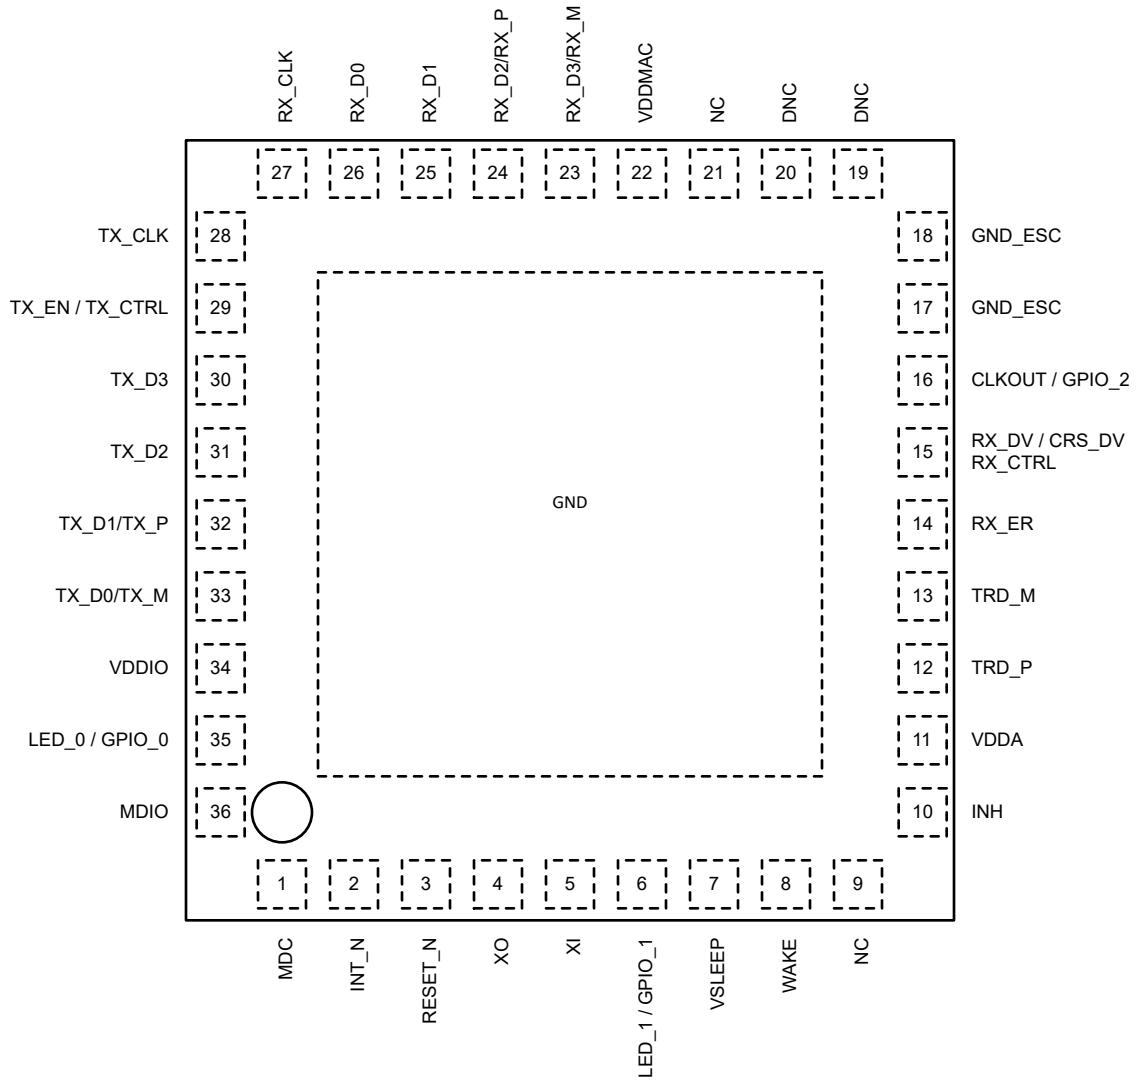 RX_CLK
RX_D0
RX_D1
RX_D2/RX_P
RX_D3/RX_M
VDDMAC
NC
DNC
DNC
27
26
25
24
23
22
21
20
19
TX_CLK
28
18
GND_ESC
TX_EN / TX_CTRL
29
17
GND_ESC
TX_D3
30
16
CLKOUT / GPIO_2
TX_D2
31
15
RX_DV / CRS_DV
RX_CTRL
GND
TX_D1/TX_P
32
14
RX_ER
TX_D0/TX_M
33
13
TRD_M
VDDIO
34
12
TRD_P
LED_0 / GPIO_0
35
11
VDDA
MDIO
36
10
INH
1
2
3
4
5
6
7
8
9
MDC
INT_N
RESET_N
XO
XI
LED_1 / GPIO_1
VSLEEP
WAKE
NC